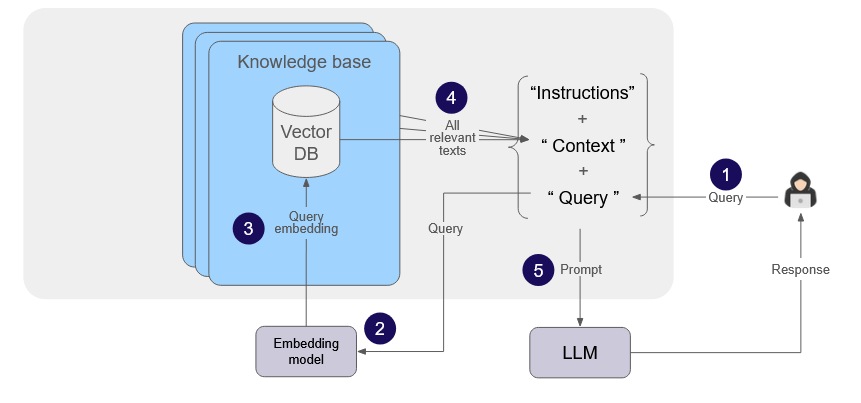 Knowledge base
4
“Instructions”
Vector
DB
All
relevant
texts
+
“ Context ”
+
1
“ Query ”
Query
3
Query
embedding
Query
5
Prompt
Response
2
Embedding
model
LLM